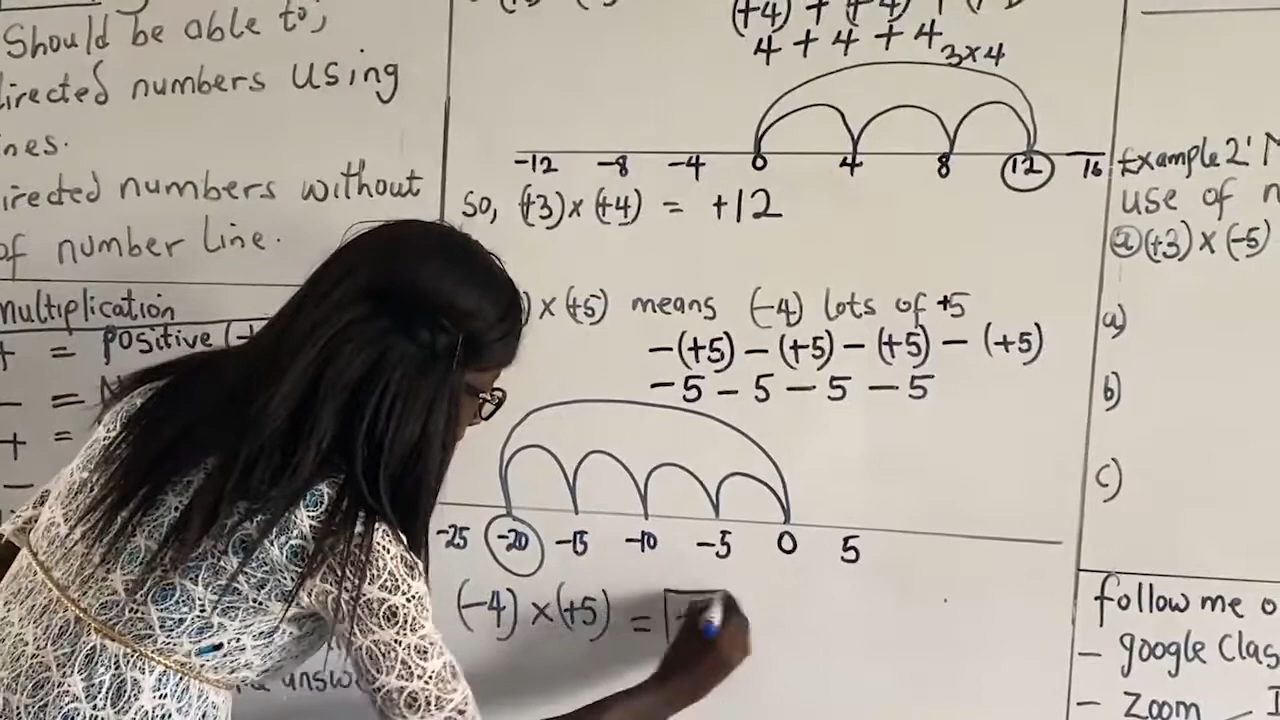 Should be able to;
directed numbers using
lines.
directed numbers without
of number line.
multiplication
+ = positive (+
- = N
+ =
-
(+4) + (+4) +
4 + 4 + 4
3×4
-12 -8 -4 0 4 8 12 16
So, (+3) × (+4) = +12
) × (+5) means (-4) lots of +5
-(+5) - (+5) - (+5) - (+5)
-5 - 5 - 5 - 5
-25 -20 -15 -10 -5 0 5
(-4) × (+5) =
Example 2:
use of
a) (+3) × (-5)
a)
b)
c)
follow me o
- google Clas
- Zoom